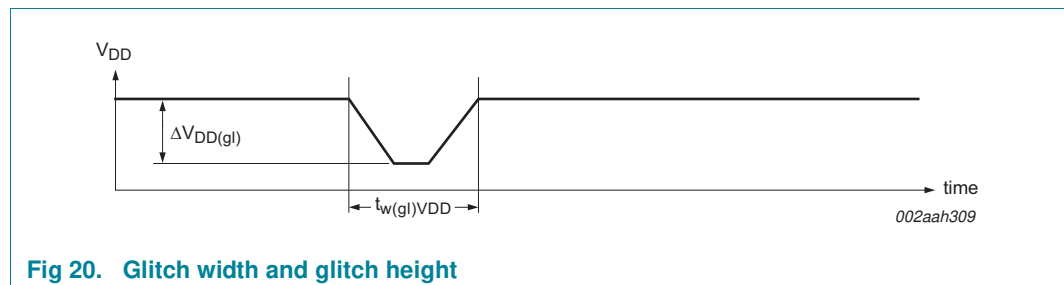 VDD
ΔVDD(gl)
time
tw(gl)VDD
002aah309
Fig 20. Glitch width and glitch height